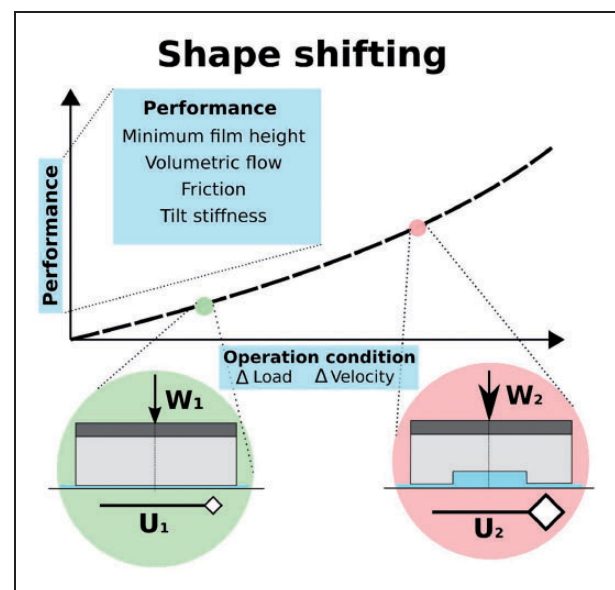 Shape shifting
Performance
Minimum film height
Volumetric flow
Friction
Tilt stiffness
Performance
Operation condition
Δ Load Δ Velocity
W₁
U₁
W₂
U₂